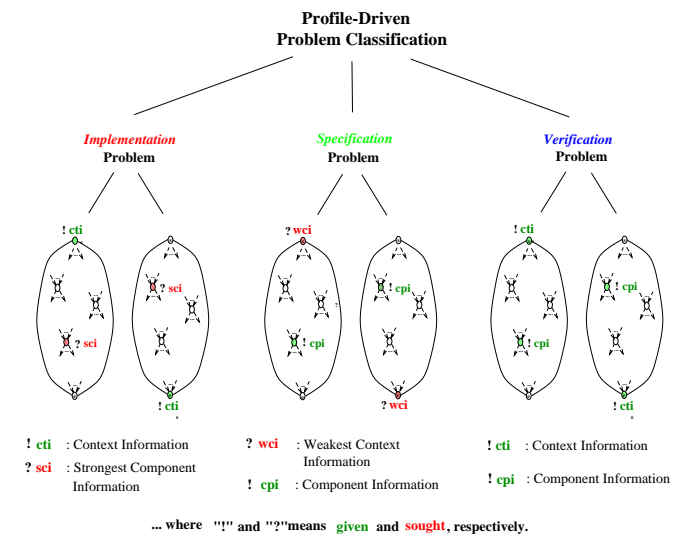 Profile-Driven
Problem Classification
Implementation
Problem
Specification
Problem
Verification
Problem
! cti
? wci
! cti
? sci
! cpi
! cpi
? sci
! cpi
! cpi
! cti
? wci
! cti
! cti : Context Information
? sci : Strongest Component
Information
? wci : Weakest Context
Information
! cpi : Component Information
! cti : Context Information
! cpi : Component Information
... where "!" and "?"means given and sought, respectively.